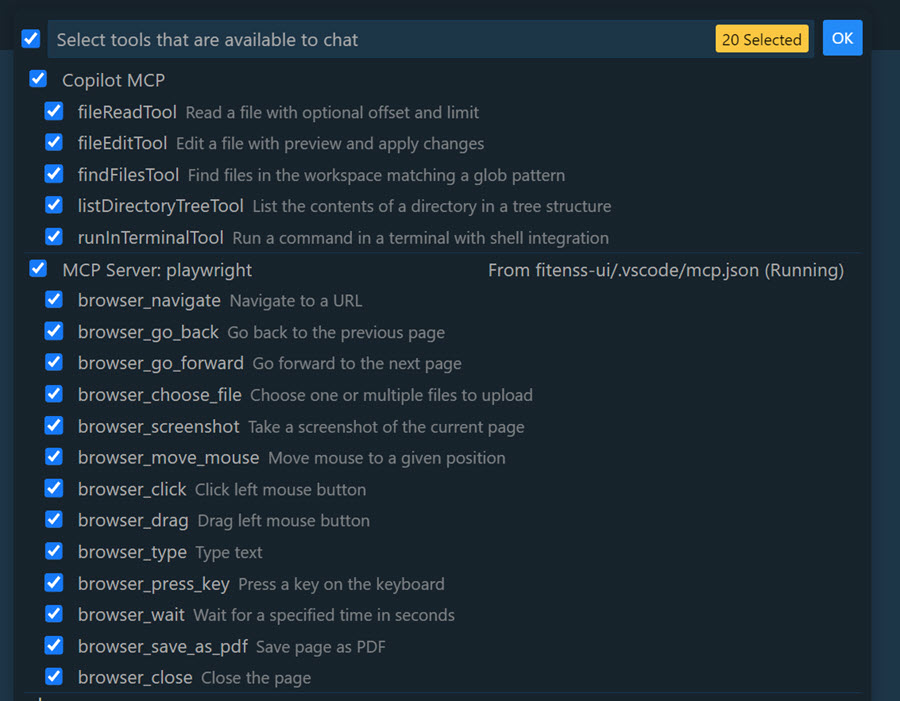 Select tools that are available to chat 20 Selected OK
Copilot MCP
fileReadTool Read a file with optional offset and limit
fileEditTool Edit a file with preview and apply changes
findFilesTool Find files in the workspace matching a glob pattern
listDirectoryTreeTool List the contents of a directory in a tree structure
runInTerminalTool Run a command in a terminal with shell integration
MCP Server: playwright From fitenss-ui/.vscode/mcp.json (Running)
browser_navigate Navigate to a URL
browser_go_back Go back to the previous page
browser_go_forward Go forward to the next page
browser_choose_file Choose one or multiple files to upload
browser_screenshot Take a screenshot of the current page
browser_move_mouse Move mouse to a given position
browser_click Click left mouse button
browser_drag Drag left mouse button
browser_type Type text
browser_press_key Press a key on the keyboard
browser_wait Wait for a specified time in seconds
browser_save_as_pdf Save page as PDF
browser_close Close the page